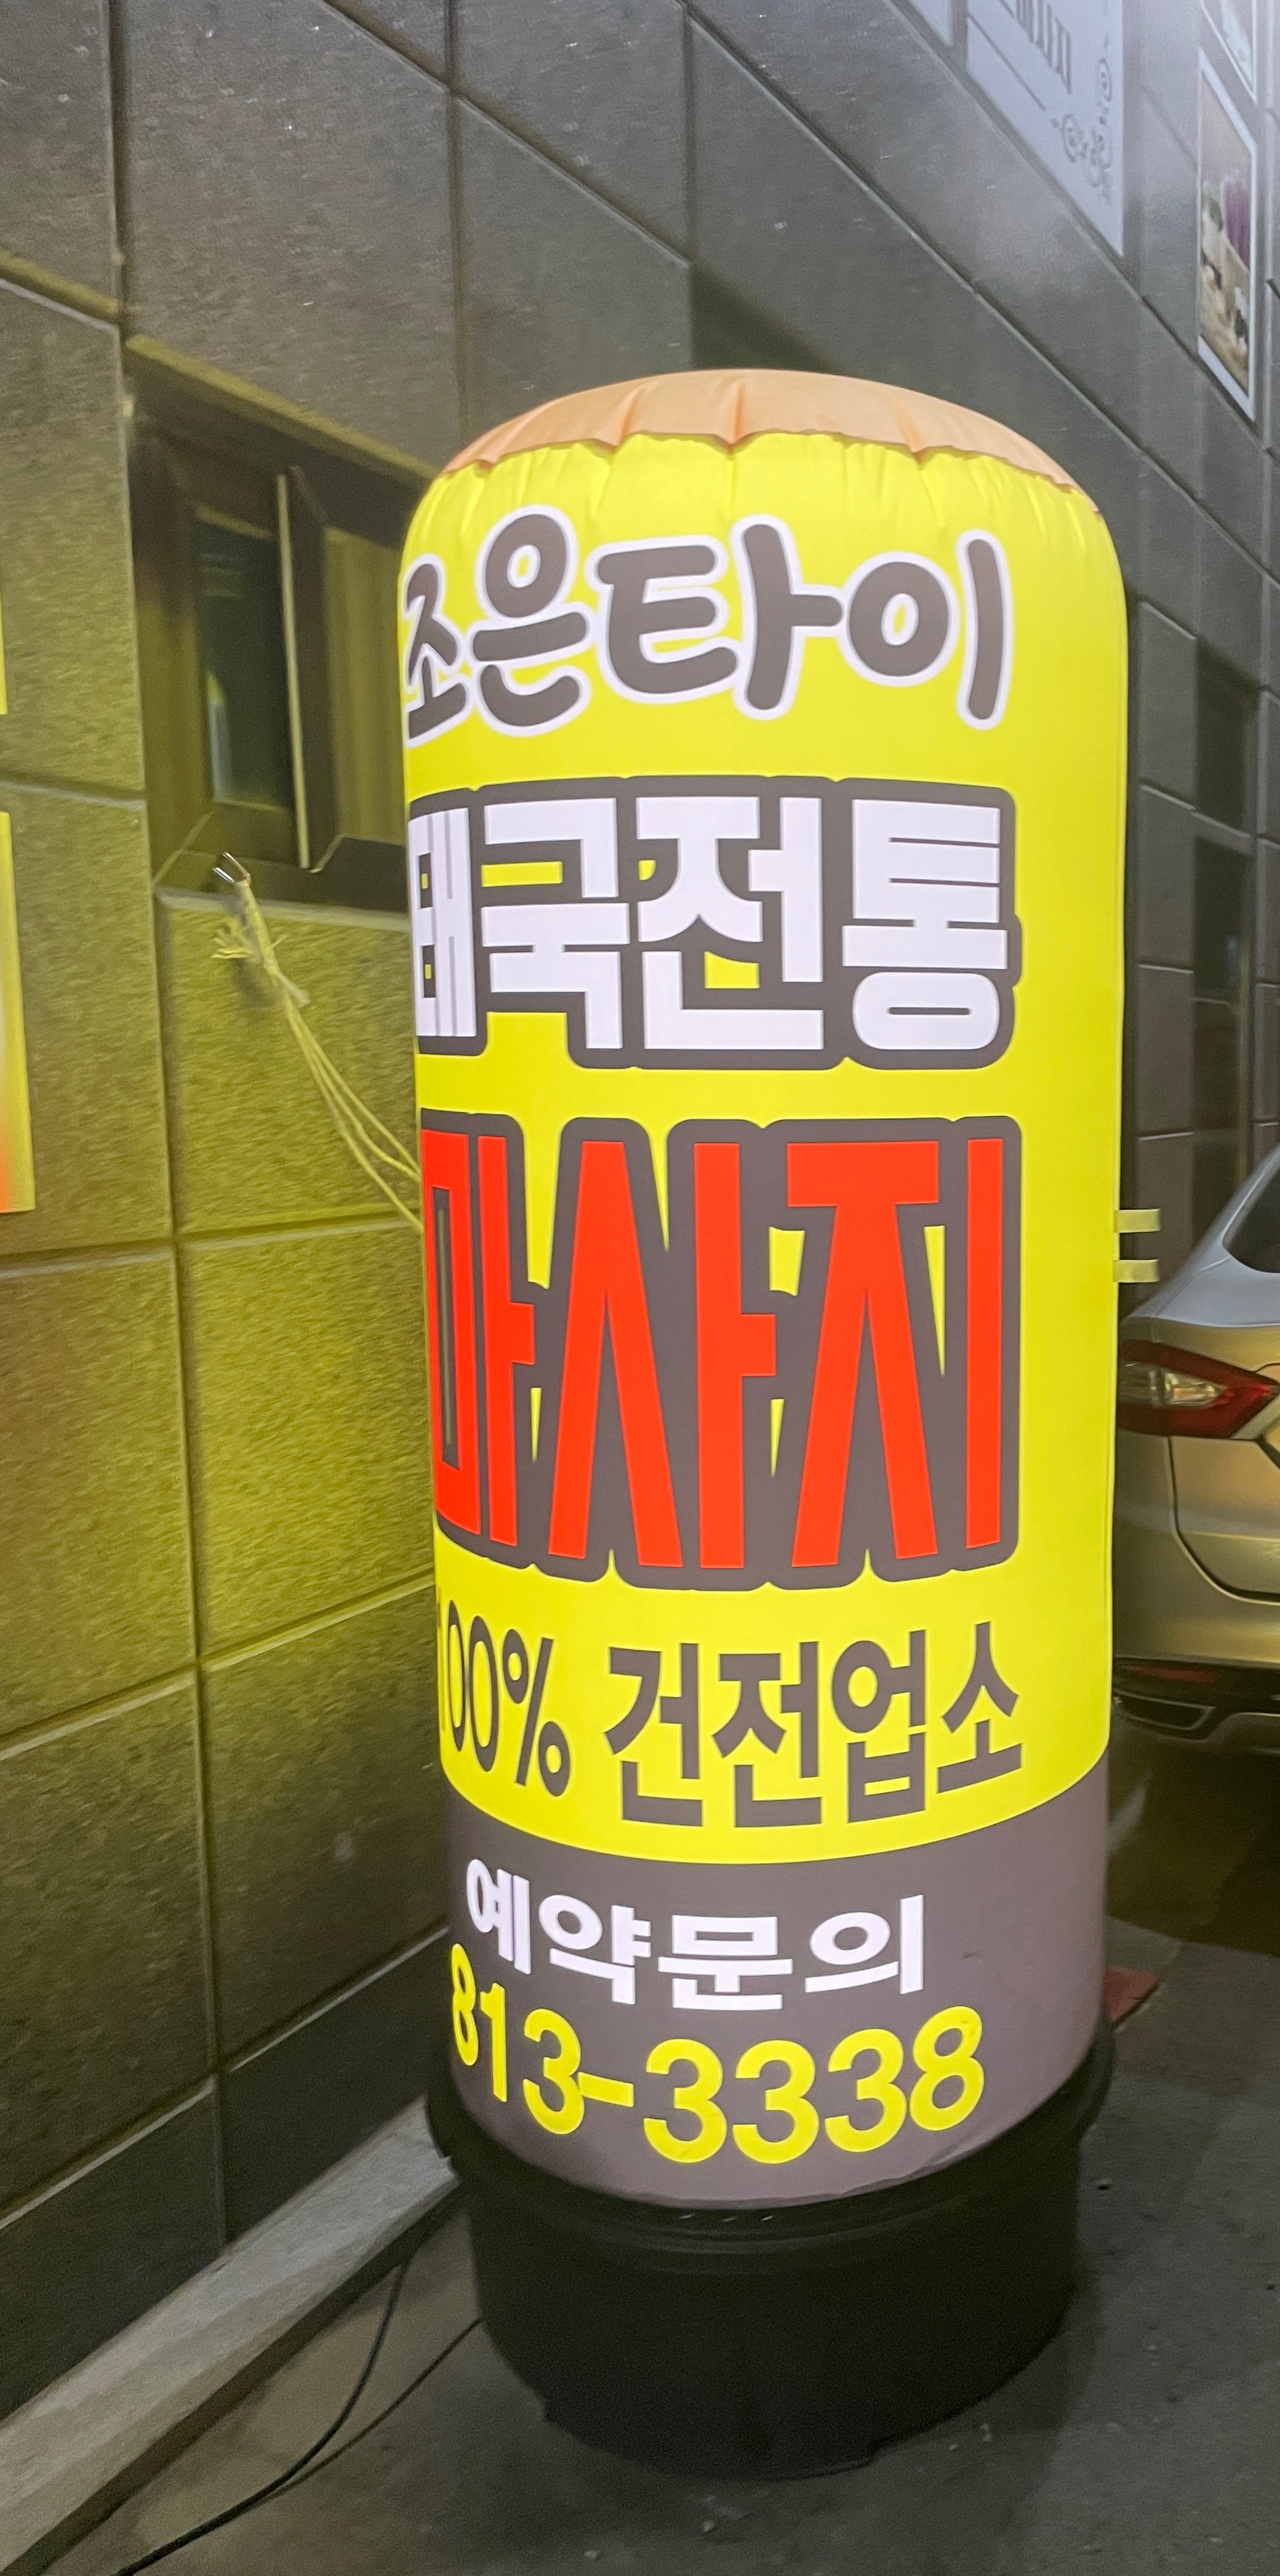 조은타이
태국전통
마사지
100% 건전업소
예약문의
813-3338